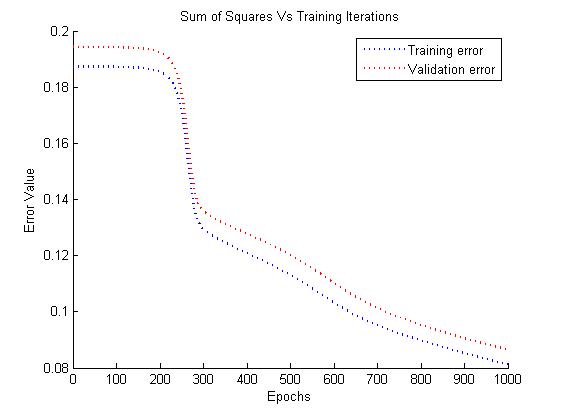 Sum of Squares Vs Training Iterations
Training error
Validation error
Error Value
0.2
0.18
0.16
0.14
0.12
0.1
0.08
0 100 200 300 400 500 600 700 800 900 1000
Epochs